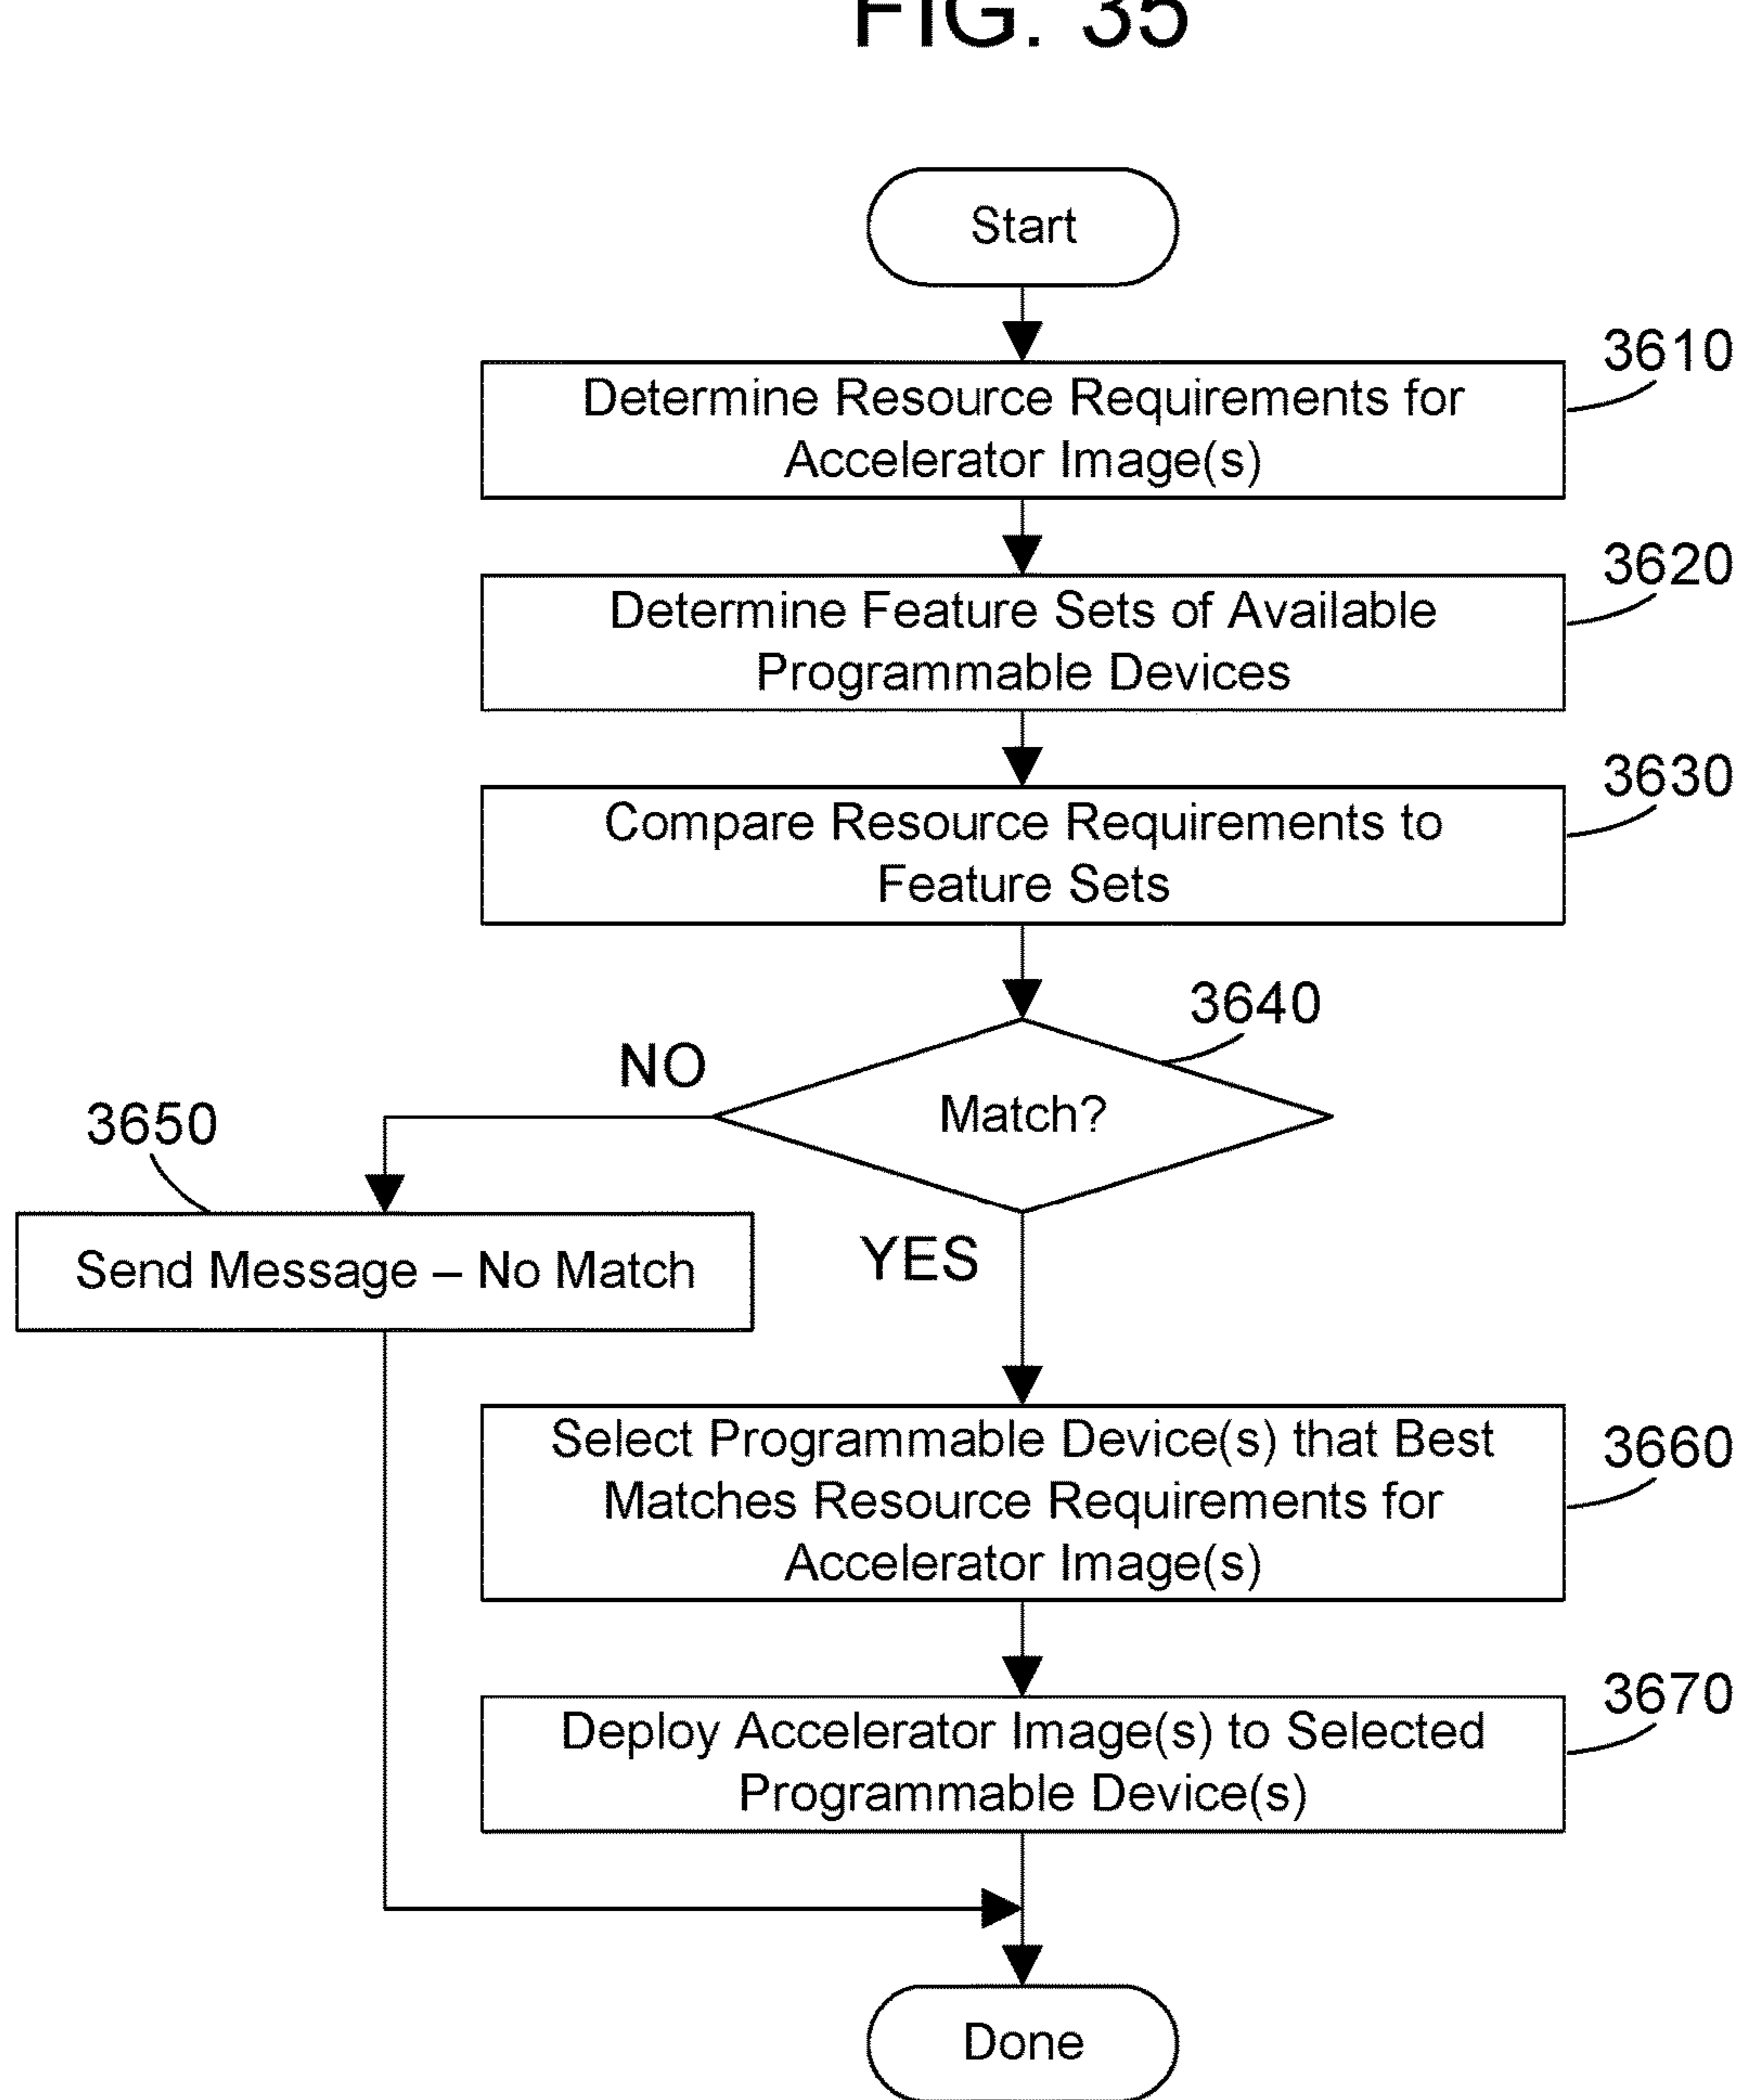 FIG. 35
Start
3610
Determine Resource Requirements for
Accelerator Image(s)
3620
Determine Feature Sets of Available
Programmable Devices
3630
Compare Resource Requirements to
Feature Sets
3640
Match?
NO
3650
Send Message – No Match
YES
3660
Select Programmable Device(s) that Best
Matches Resource Requirements for
Accelerator Image(s)
3670
Deploy Accelerator Image(s) to Selected
Programmable Device(s)
Done